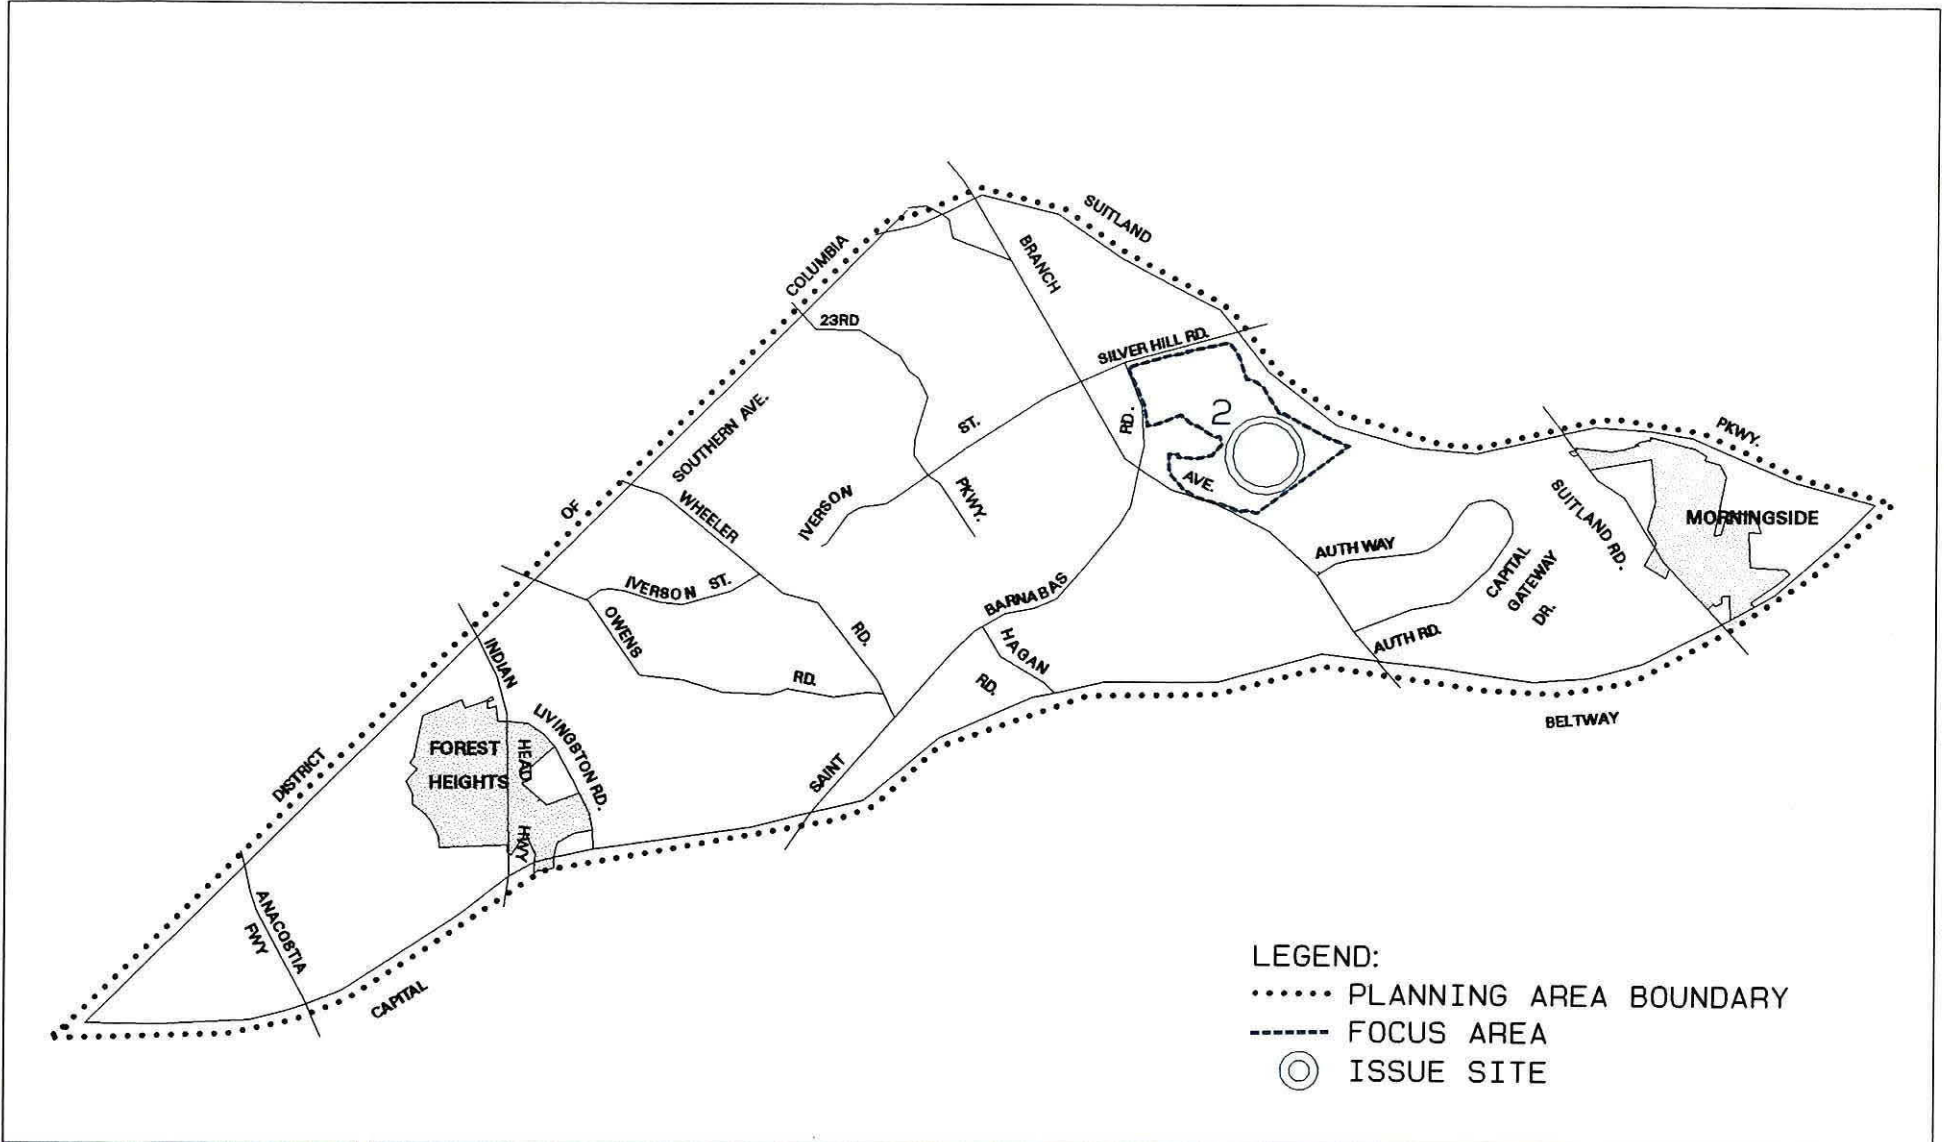 SUITLAND
COLUMBIA
BRANCH
23RD
SILVER HILL RD.
SOUTHERN AVE.
2
RD.
ST.
PKWY.
OF
WHEELER
IVERSON
PKWY.
AVE.
SUITLAND RD.
MORNINGSIDE
AUTH WAY
CAPITAL
GATEWAY
DR.
IVERSON ST.
BARNABAS
OWENS
RD.
HAGAN
AUTH RD.
INDIAN
RD.
RD.
LIVINGSTON RD.
BELTWAY
FOREST
HEIGHTS
HEAD
DISTRICT
SAINT
HWY
ANACOSTIA
FWY
CAPITAL
LEGEND:
PLANNING AREA BOUNDARY
FOCUS AREA
ISSUE SITE